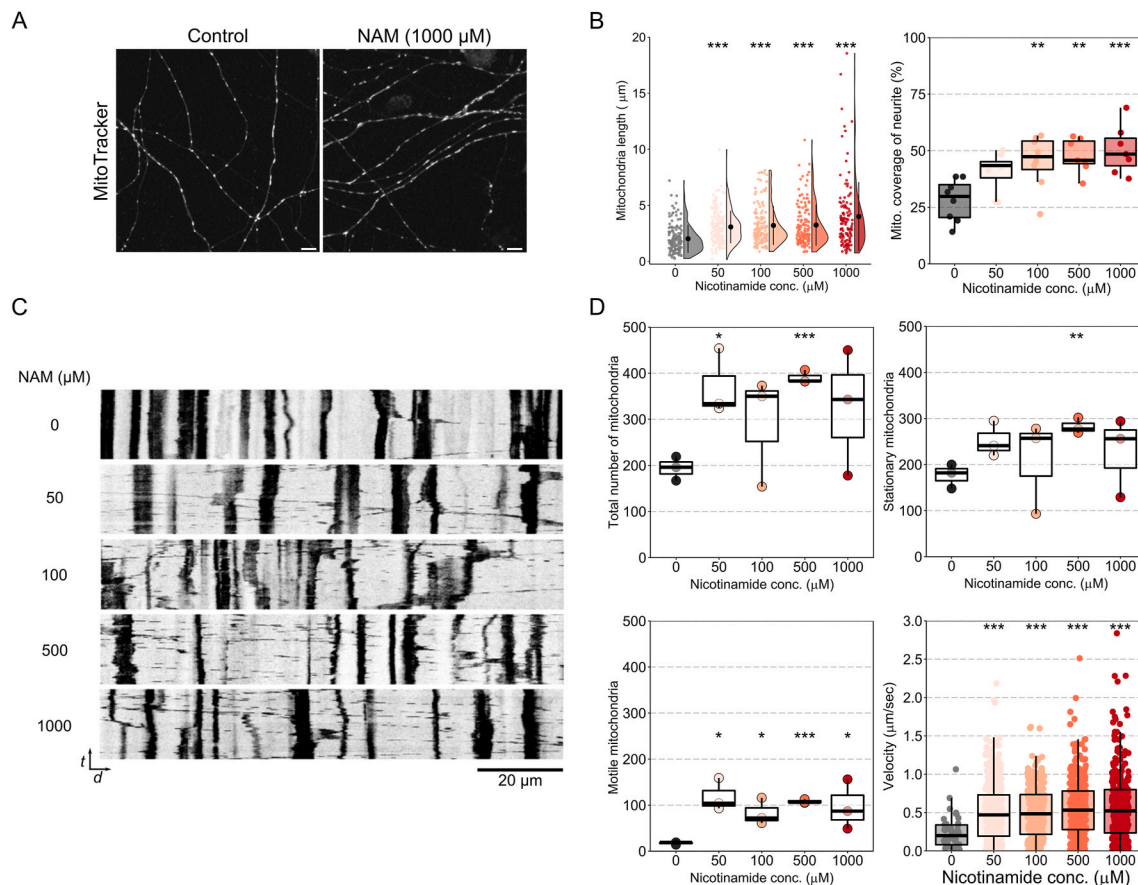 A
Control
NAM (1000 µM)
MitoTracker
B
Mitochondria length ( µm)
20
15
10
5
0
*** *** *** ***
0 50 100 500 1000
Nicotinamide conc. (µM)
Mito. coverage of neurite (%)
100
75
50
25
0
** ** ***
0 50 100 500 1000
Nicotinamide conc. (µM)
C
NAM (µM)
0
50
100
500
1000
t
d
20 µm
D
Total number of mitochondria
500
400
300
200
100
0
* ***
0 50 100 500 1000
Nicotinamide conc. (µM)
Stationary mitochondria
500
400
300
200
100
0
**
0 50 100 500 1000
Nicotinamide conc. (µM)
Motile mitochondria
500
400
300
200
100
0
* * *** *
0 50 100 500 1000
Nicotinamide conc. (µM)
Velocity (µm/sec)
3.0
2.5
2.0
1.5
1.0
0.5
0.0
*** *** *** ***
0 50 100 500 1000
Nicotinamide conc. (µM)